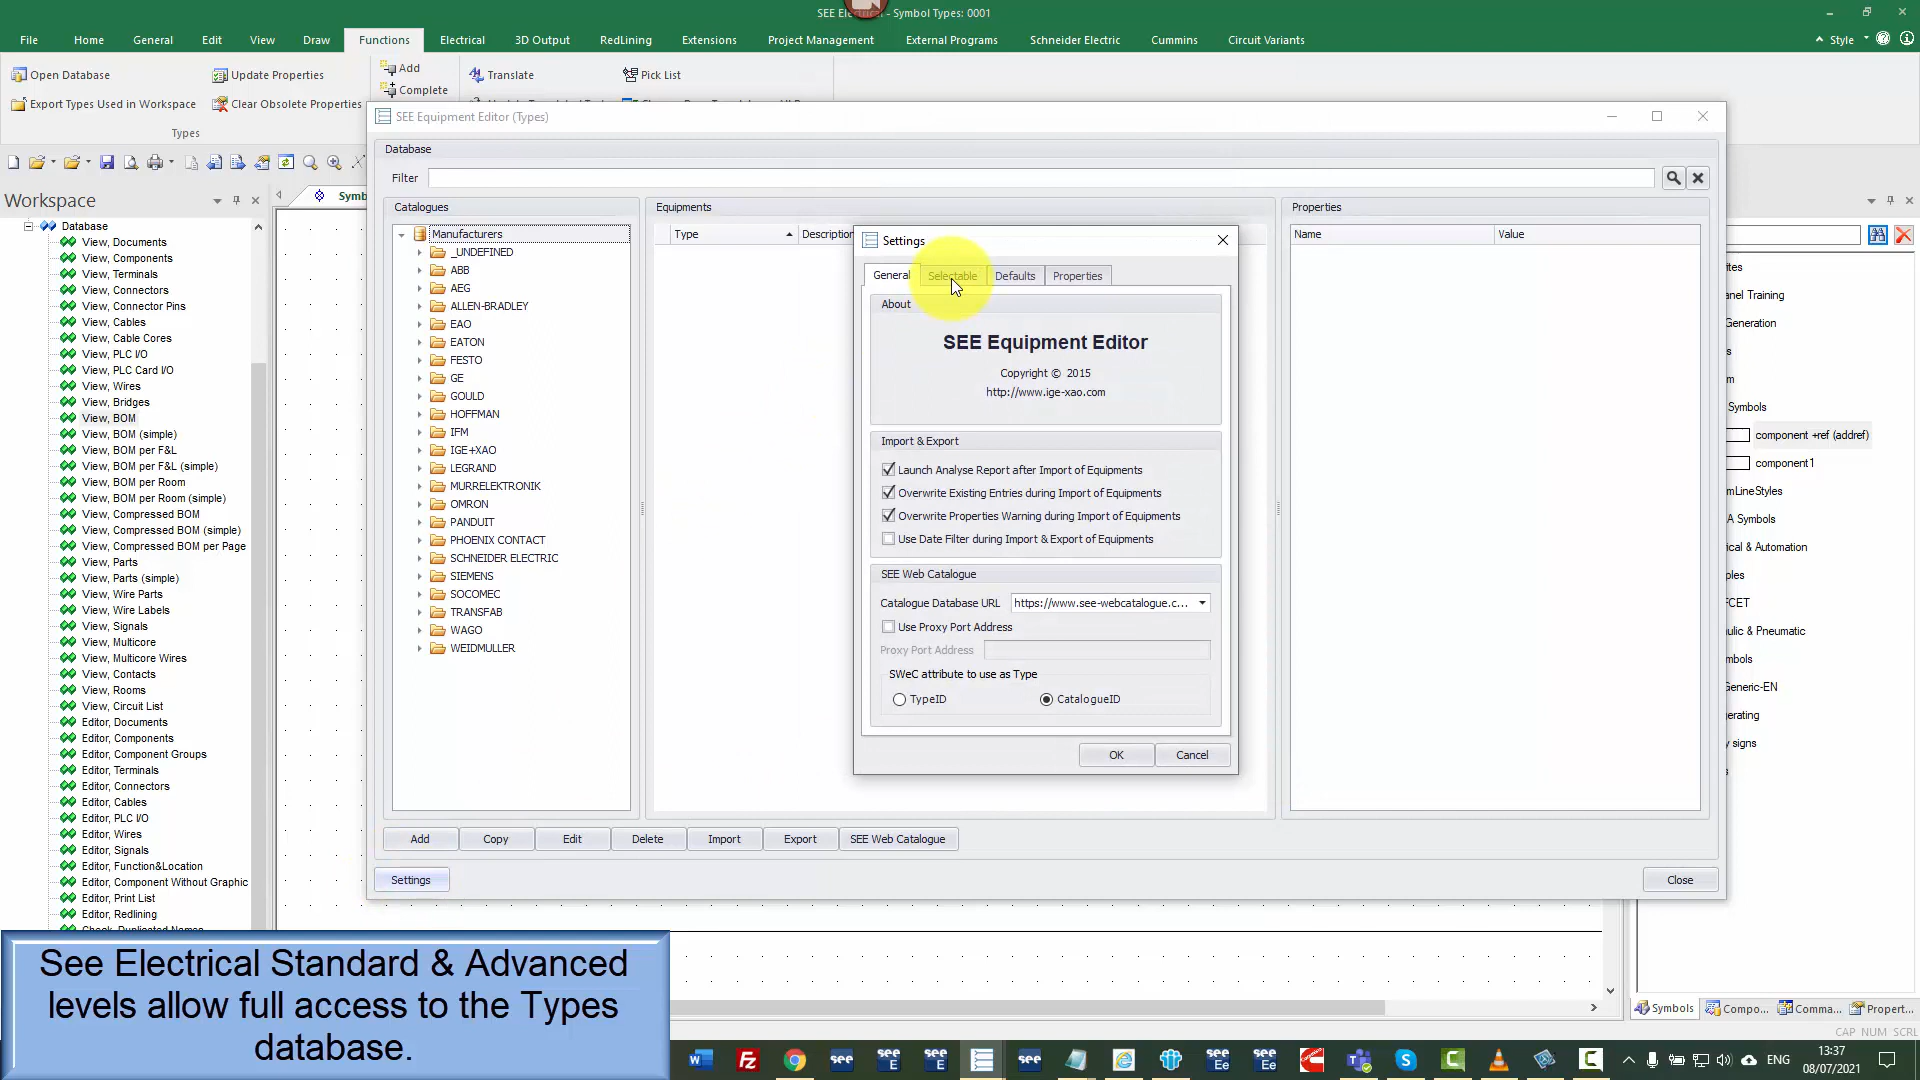 SEE Electrical - Symbol Types: 0001
File Home General Edit View Draw Functions Electrical 3D Output RedLining Extensions Project Management External Programs Schneider Electric Cummins Circuit Variants Style
Open Database Update Properties Add Translate Pick List
Export Types Used in Workspace Clear Obsolete Properties Complete
Types
SEE Equipment Editor (Types)
Database
Filter
Workspace
Symb
Catalogues
Equipments
Properties
Type Description
Name Value
Database
View, Documents
View, Components
View, Terminals
View, Connectors
View, Connector Pins
View, Cables
View, Cable Cores
View, PLC I/O
View, PLC Card I/O
View, Wires
View, Bridges
View, BOM
View, BOM (simple)
View, BOM per F&L
View, BOM per F&L (simple)
View, BOM per Room
View, BOM per Room (simple)
View, Compressed BOM
View, Compressed BOM (simple)
View, Compressed BOM per Page
View, Parts
View, Parts (simple)
View, Wire Parts
View, Wire Labels
View, Signals
View, Multicore
View, Multicore Wires
View, Contacts
View, Rooms
View, Circuit List
Editor, Documents
Editor, Components
Editor, Component Groups
Editor, Terminals
Editor, Connectors
Editor, Cables
Editor, PLC I/O
Editor, Wires
Editor, Signals
Editor, Function&Location
Editor, Component Without Graphic
Editor, Print List
Editor, Redlining
Manufacturers
_UNDEFINED
ABB
AEG
ALLEN-BRADLEY
EAO
EATON
FESTO
GE
GOULD
HOFFMAN
IFM
IGE+XAO
LEGRAND
MURRELEKTRONIK
OMRON
PANDUIT
PHOENIX CONTACT
SCHNEIDER ELECTRIC
SIEMENS
SOCOMEC
TRANSFAB
WAGO
WEIDMULLER
Settings
General Selectable Defaults Properties
About
SEE Equipment Editor
Copyright © 2015
http://www.ige-xao.com
Import & Export
Launch Analyse Report after Import of Equipments
Overwrite Existing Entries during Import of Equipments
Overwrite Properties Warning during Import of Equipments
Use Date Filter during Import & Export of Equipments
SEE Web Catalogue
Catalogue Database URL https://www.see-webcatalogue.c...
Use Proxy Port Address
Proxy Port Address
SWeC attribute to use as Type
TypeID CatalogueID
OK Cancel
Add Copy Edit Delete Import Export SEE Web Catalogue
Settings Close
ites
anel Training
Generation
s
m
Symbols
component +ref (addref)
component1
mLineStyles
A Symbols
ical & Automation
ples
FCET
ulic & Pneumatic
mbols
Generic-EN
gerating
y signs
Symbols Compo... Comma... Propert...
CAP NUM SCRL
See Electrical Standard & Advanced
levels allow full access to the Types
database.
ENG
13:37
08/07/2021